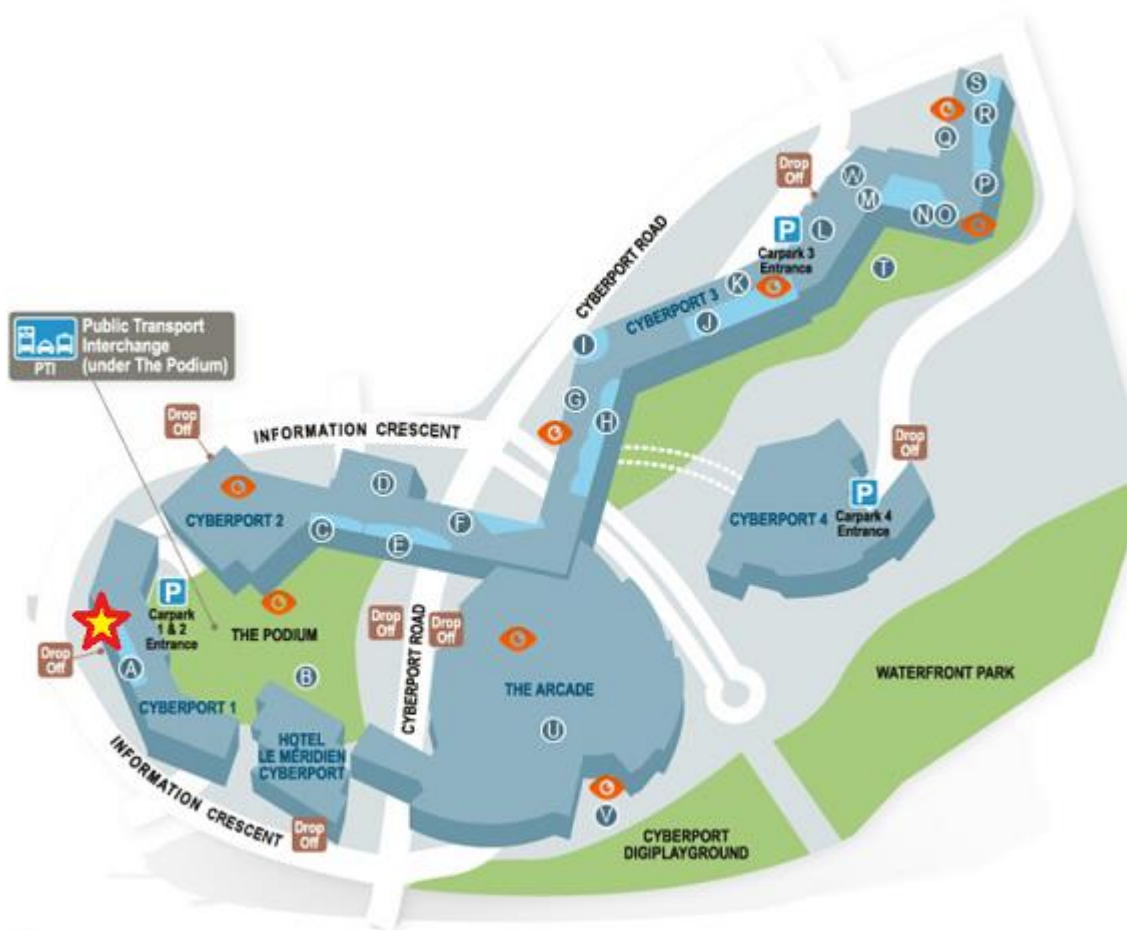 S
R
Q
Drop
Off
W
P
M
N O
P
L
Carpark 3
Entrance
CYBERPORT ROAD
T
K
CYBERPORT 3
J
I
Public Transport
Interchange
(under The Podium)
PTI
G
H
Drop
Off
INFORMATION CRESCENT
Drop
Off
D
P
CYBERPORT 2
C
E
F
CYBERPORT 4
Carpark 4
Entrance
P
Carpark
1 & 2
Entrance
THE PODIUM
Drop
Off
Drop
Off
Drop
Off
A
B
CYBERPORT ROAD
THE ARCADE
WATERFRONT PARK
CYBERPORT 1
U
HOTEL
LE MÉRIDIEN
CYBERPORT
INFORMATION CRESCENT
V
Drop
Off
CYBERPORT
DIGIPLAYGROUND